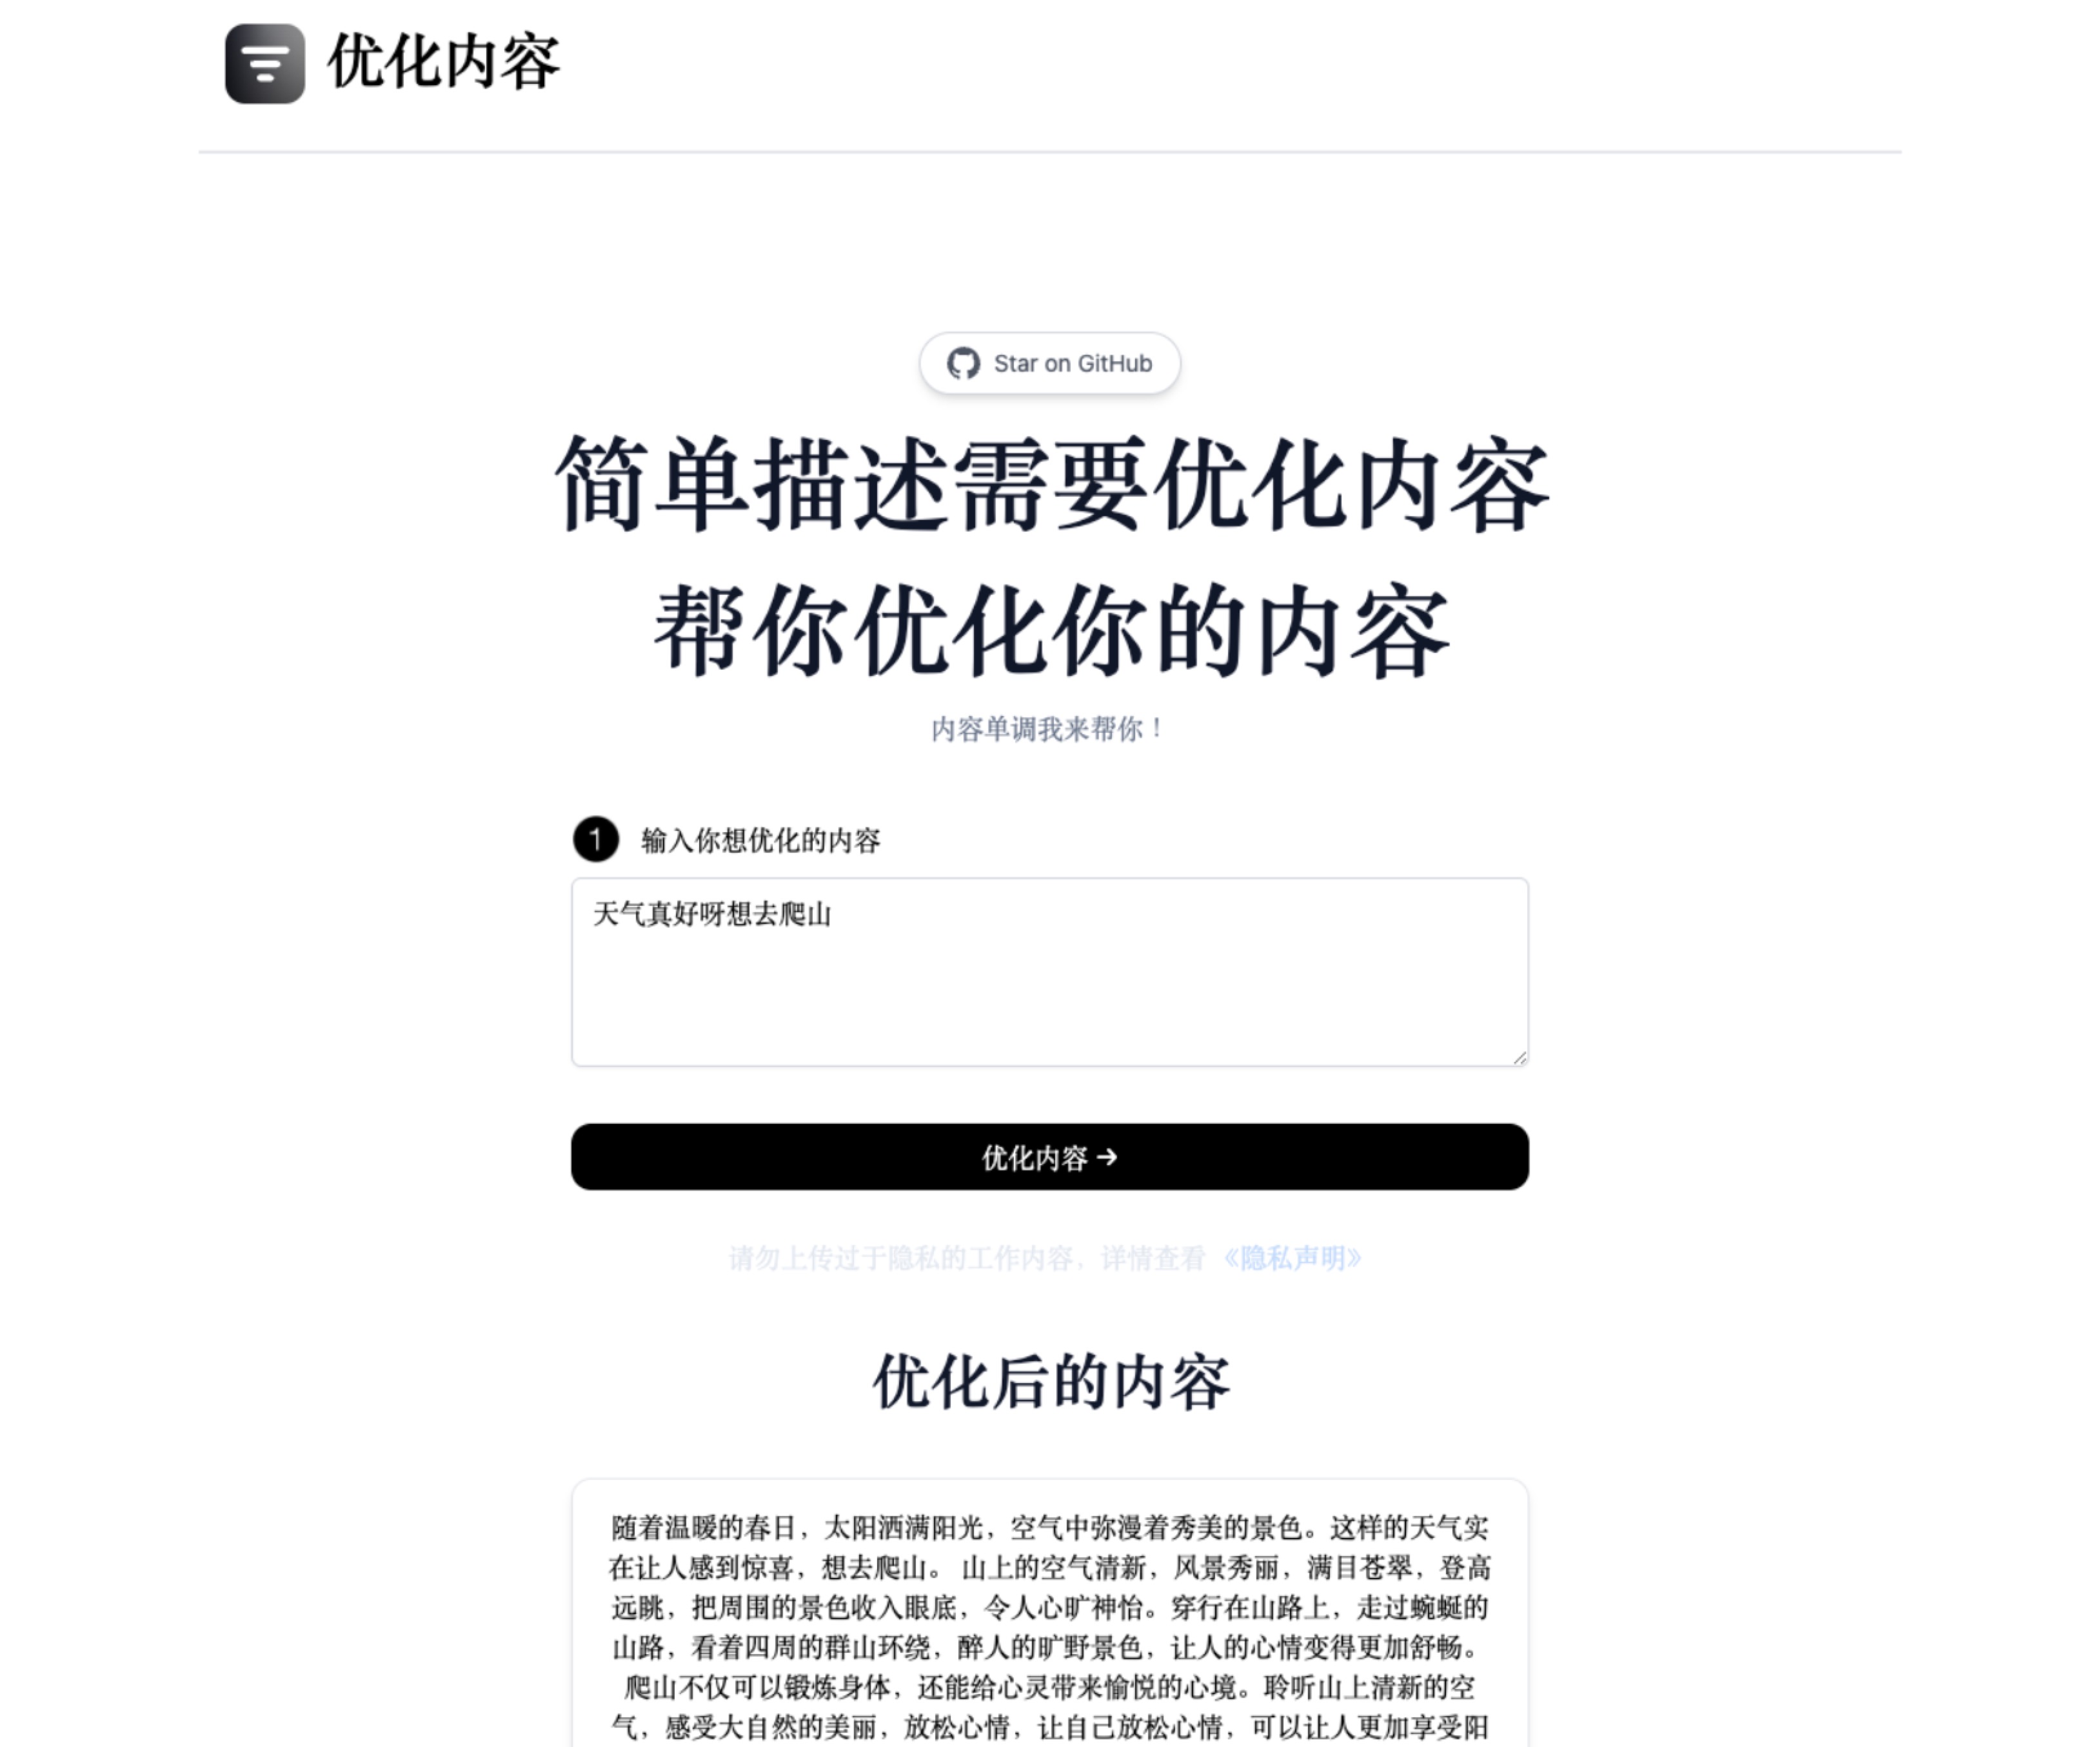 优化内容
Star on GitHub
简单描述需要优化内容
帮你优化你的内容
内容单调我来帮你！
1 输入你想优化的内容
天气真好呀想去爬山
优化内容 →
请勿上传过于隐私的工作内容，详情查看 《隐私声明》
优化后的内容
随着温暖的春日，太阳洒满阳光，空气中弥漫着秀美的景色。这样的天气实
在让人感到惊喜，想去爬山。 山上的空气清新，风景秀丽，满目苍翠，登高
远眺，把周围的景色收入眼底，令人心旷神怡。穿行在山路上，走过蜿蜒的
山路，看着四周的群山环绕，醉人的旷野景色，让人的心情变得更加舒畅。
爬山不仅可以锻炼身体，还能给心灵带来愉悦的心境。聆听山上清新的空
气，感受大自然的美丽，放松心情，让自己放松心情，可以让人更加享受阳